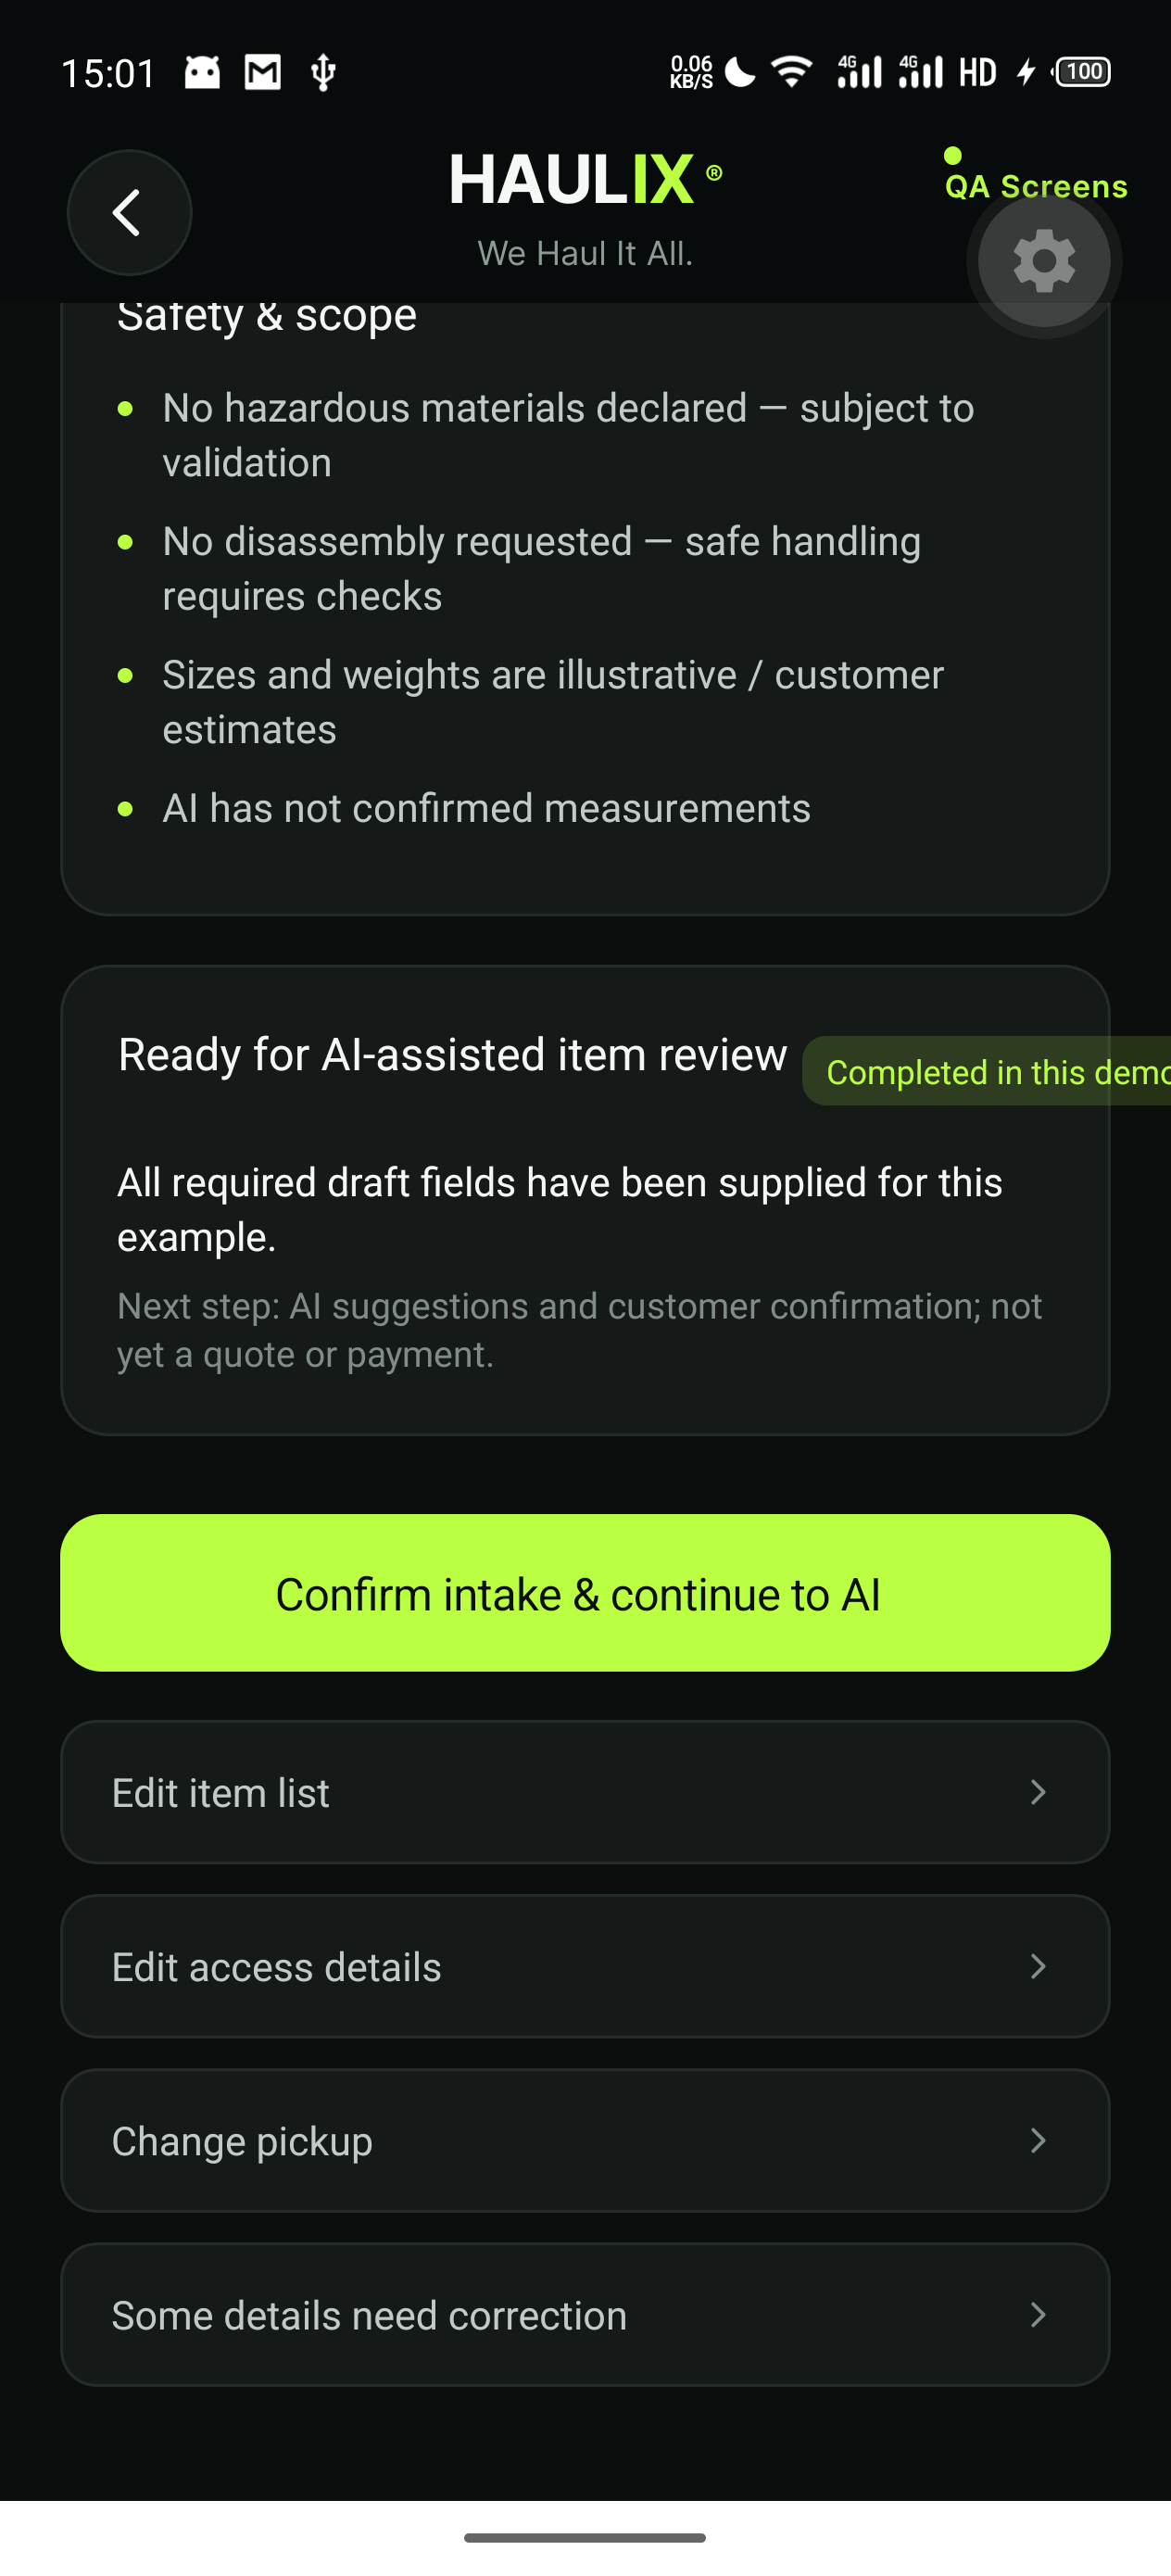 15:01
0.06
KB/S
4G
4G
HD
100
HAULIX ®
QA Screens
We Haul It All.
Safety & scope
No hazardous materials declared — subject to
validation
No disassembly requested — safe handling
requires checks
Sizes and weights are illustrative / customer
estimates
AI has not confirmed measurements
Ready for AI-assisted item review
Completed in this demo
All required draft fields have been supplied for this
example.
Next step: AI suggestions and customer confirmation; not
yet a quote or payment.
Confirm intake & continue to AI
Edit item list
Edit access details
Change pickup
Some details need correction